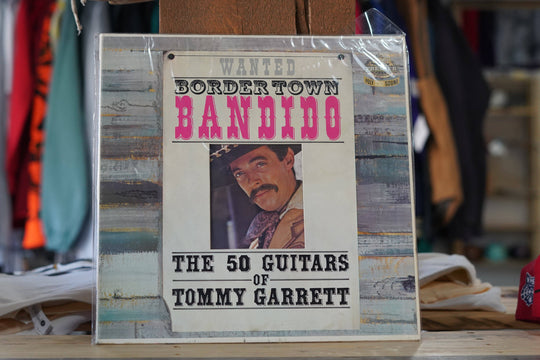 WANTED
BORDER TOWN
BANDIDO
THE 50 GUITARS
OF
TOMMY GARRETT